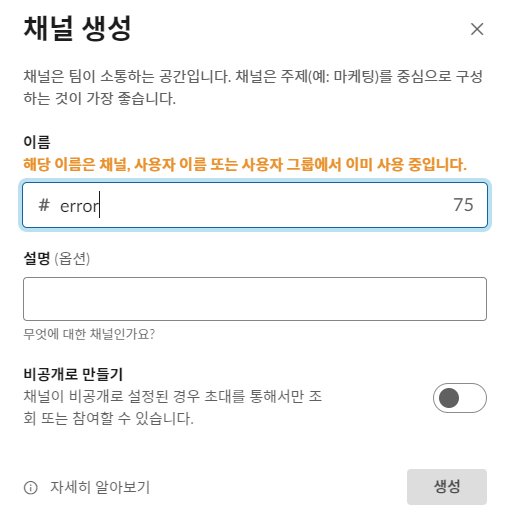 채널 생성
채널은 팀이 소통하는 공간입니다. 채널은 주제(예: 마케팅)를 중심으로 구성
하는 것이 가장 좋습니다.
이름
해당 이름은 채널, 사용자 이름 또는 사용자 그룹에서 이미 사용 중입니다.
# error 75
설명 (옵션)
무엇에 대한 채널인가요?
비공개로 만들기
채널이 비공개로 설정된 경우 초대를 통해서만 조
회 또는 참여할 수 있습니다.
자세히 알아보기 생성